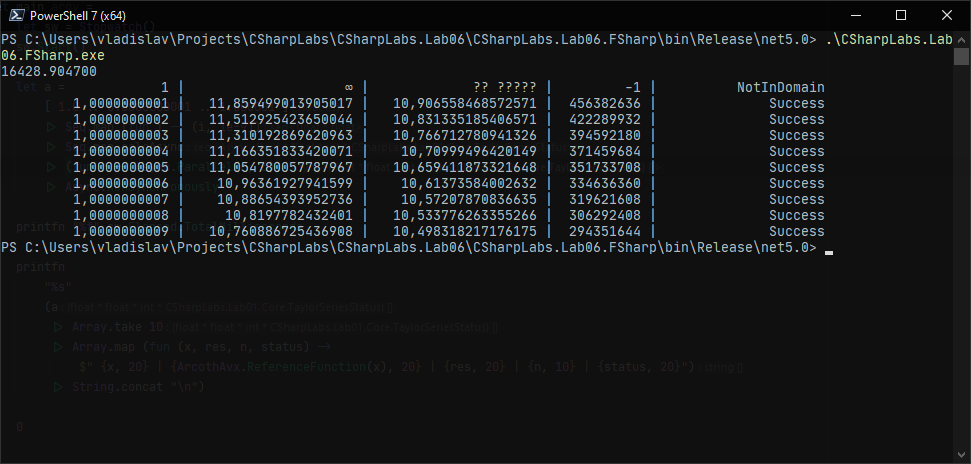 PowerShell 7 (x64)
PS C:\Users\vladislav\Projects\CSharpLabs\CSharpLabs.Lab06\CSharpLabs.Lab06.FSharp\bin\Release\net5.0> .\CSharpLabs.Lab
06.FSharp.exe
16428.904700
1 | ∞ | ?? ????? | -1 | NotInDomain
1,0000000001 | 11,859499013905017 | 10,906558468572571 | 456382636 | Success
1,0000000002 | 11,512925423650044 | 10,831335185406571 | 422289932 | Success
1,0000000003 | 11,310192869620963 | 10,766712780941326 | 394592180 | Success
1,0000000004 | 11,166351833420071 | 10,70999496420149 | 371459684 | Success
1,0000000005 | 11,054780057787967 | 10,659411873321648 | 351733708 | Success
1,0000000006 | 10,96361927941599 | 10,61373584002632 | 334636360 | Success
1,0000000007 | 10,88654393952736 | 10,57207870836635 | 319621608 | Success
1,0000000008 | 10,8197782432401 | 10,533776263355266 | 306292408 | Success
1,0000000009 | 10,760886725436908 | 10,498318217176175 | 294351644 | Success
PS C:\Users\vladislav\Projects\CSharpLabs\CSharpLabs.Lab06\CSharpLabs.Lab06.FSharp\bin\Release\net5.0>
printfn
"%s"
(a
▷ Array.take 10
▷ Array.map (fun (x, res, n, status) ->
$" {x, 20} | {ArcothAvx.ReferenceFunction(x), 20} | {res, 20} | {n, 10} | {status, 20}")
▷ String.concat "\n")
0